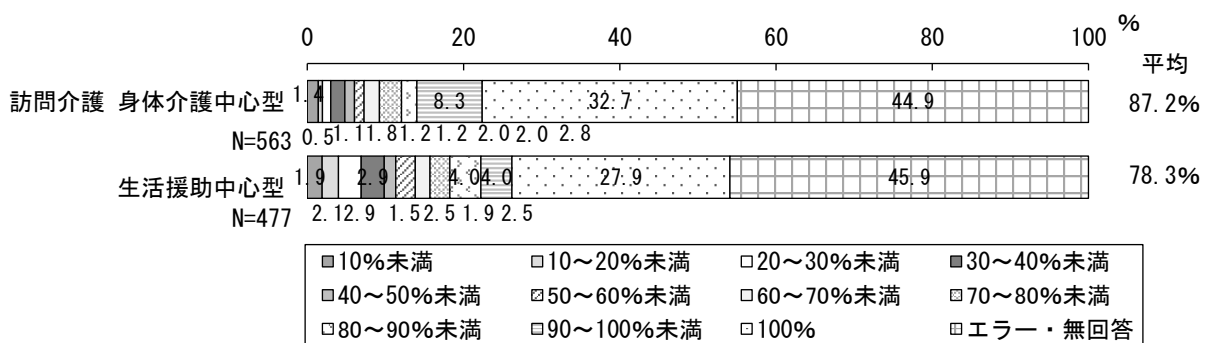 %
0 20 40 60 80 100
平均
訪問介護 身体介護中心型 1.4 8.3 32.7 44.9 87.2%
N=563 0.5 1.1 1.8 1.2 1.2 2.0 2.0 2.8
生活援助中心型 1.9 2.9 4.0 4.0 27.9 45.9 78.3%
N=477 2.1 2.9 1.5 2.5 1.9 2.5
10%未満 10～20%未満 20～30%未満 30～40%未満
40～50%未満 50～60%未満 60～70%未満 70～80%未満
80～90%未満 90～100%未満 100% エラー・無回答